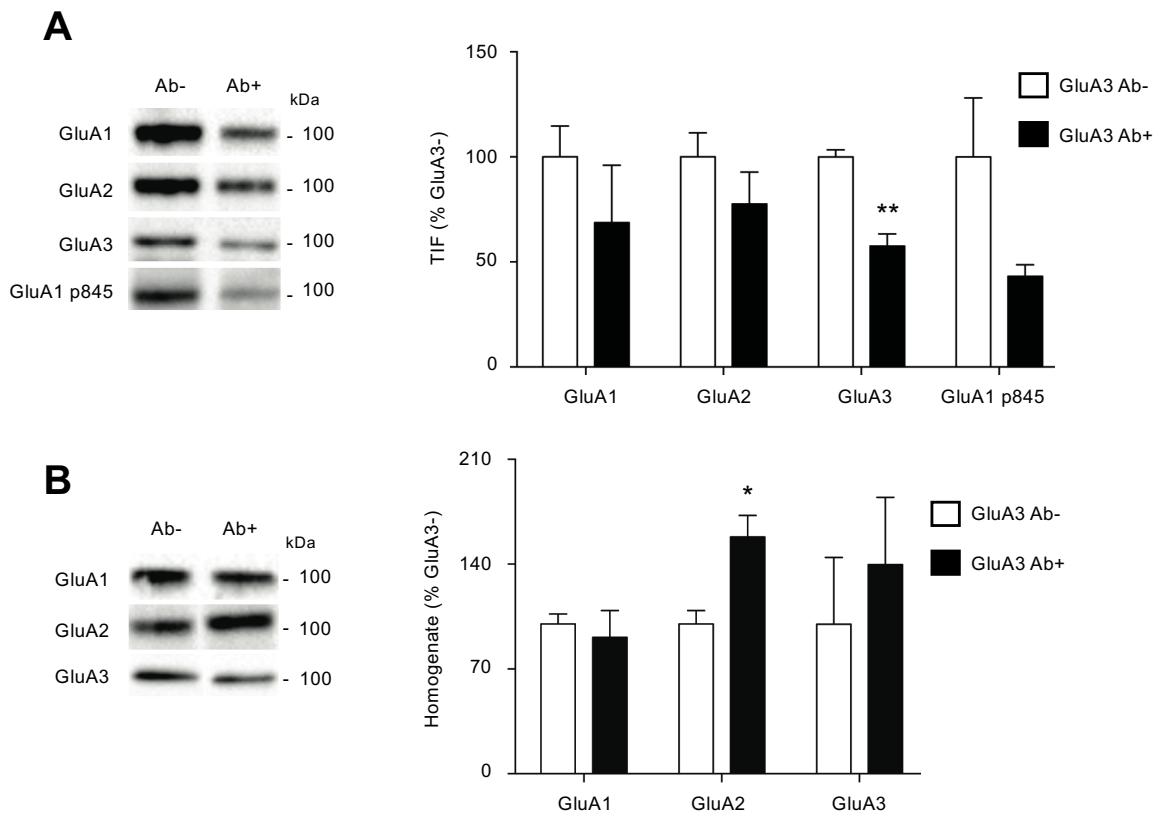 A
Ab- Ab+
kDa
GluA1 - 100
GluA2 - 100
GluA3 - 100
GluA1 p845 - 100
TIF (% GluA3-)
150
100
50
0
**
GluA1 GluA2 GluA3 GluA1 p845
GluA3 Ab-
GluA3 Ab+
B
Ab- Ab+
kDa
GluA1 - 100
GluA2 - 100
GluA3 - 100
Homogenate (% GluA3-)
210
140
70
0
*
GluA1 GluA2 GluA3
GluA3 Ab-
GluA3 Ab+